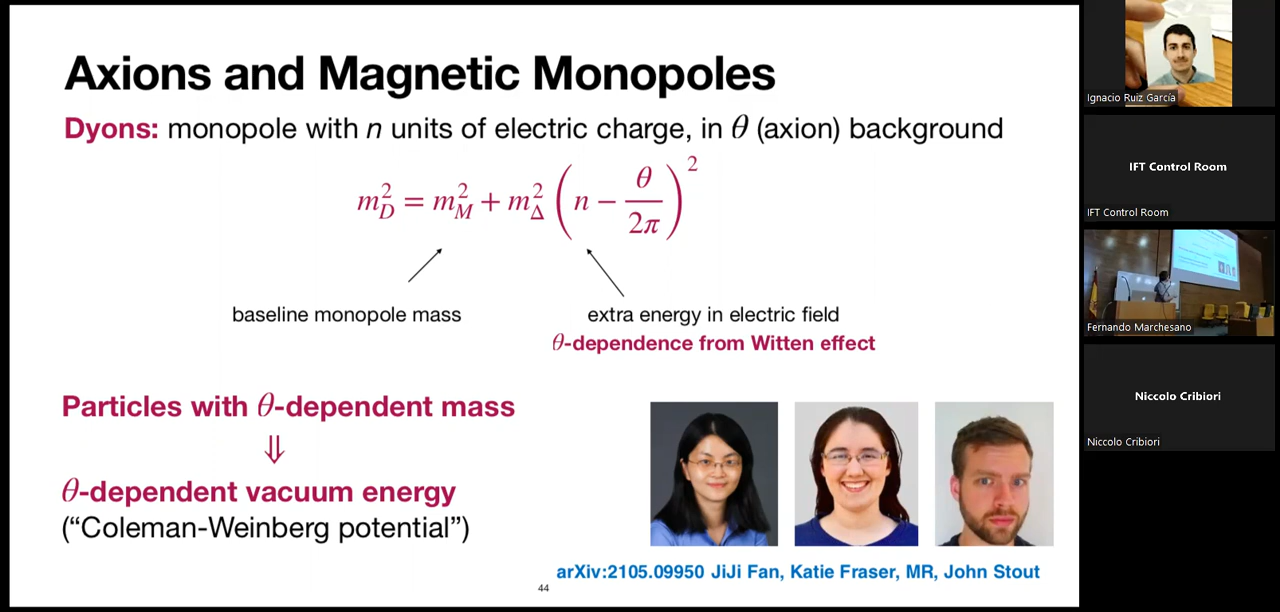 Axions and Magnetic Monopoles
Dyons: monopole with n units of electric charge, in θ (axion) background
m_D^2 = m_M^2 + m_Δ^2 (n − θ/2π)^2
baseline monopole mass
extra energy in electric field
θ-dependence from Witten effect
Particles with θ-dependent mass
⇓
θ-dependent vacuum energy
(“Coleman-Weinberg potential”)
arXiv:2105.09950 JiJi Fan, Katie Fraser, MR, John Stout
44
Ignacio Ruiz García
IFT Control Room
IFT Control Room
Fernando Marchesano
Niccolo Cribiori
Niccolo Cribiori